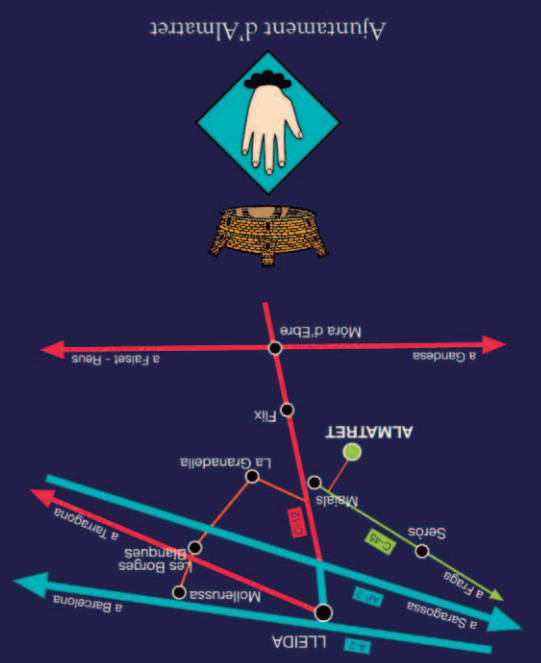 A-2
LLEIDA
a Barcelona
Mollerussa
a Saragossa
AP-2
a Fraga
Les Borges
Blanques
a Tarragona
C-45
Seròs
C-12
Maials
La Granadella
ALMATRET
Flix
a Gandesa
a Falset - Reus
Móra d'Ebre
Ajuntament d'Almatret